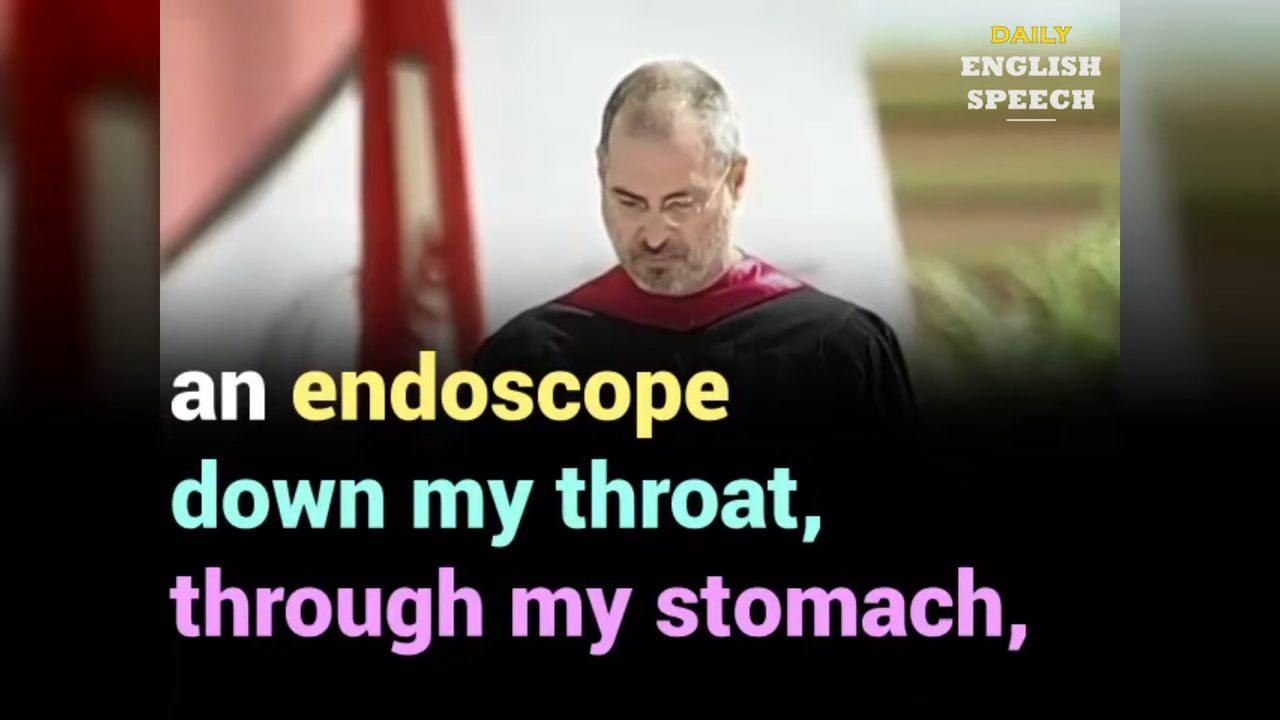 DAILY
ENGLISH
SPEECH
an endoscope
down my throat,
through my stomach,